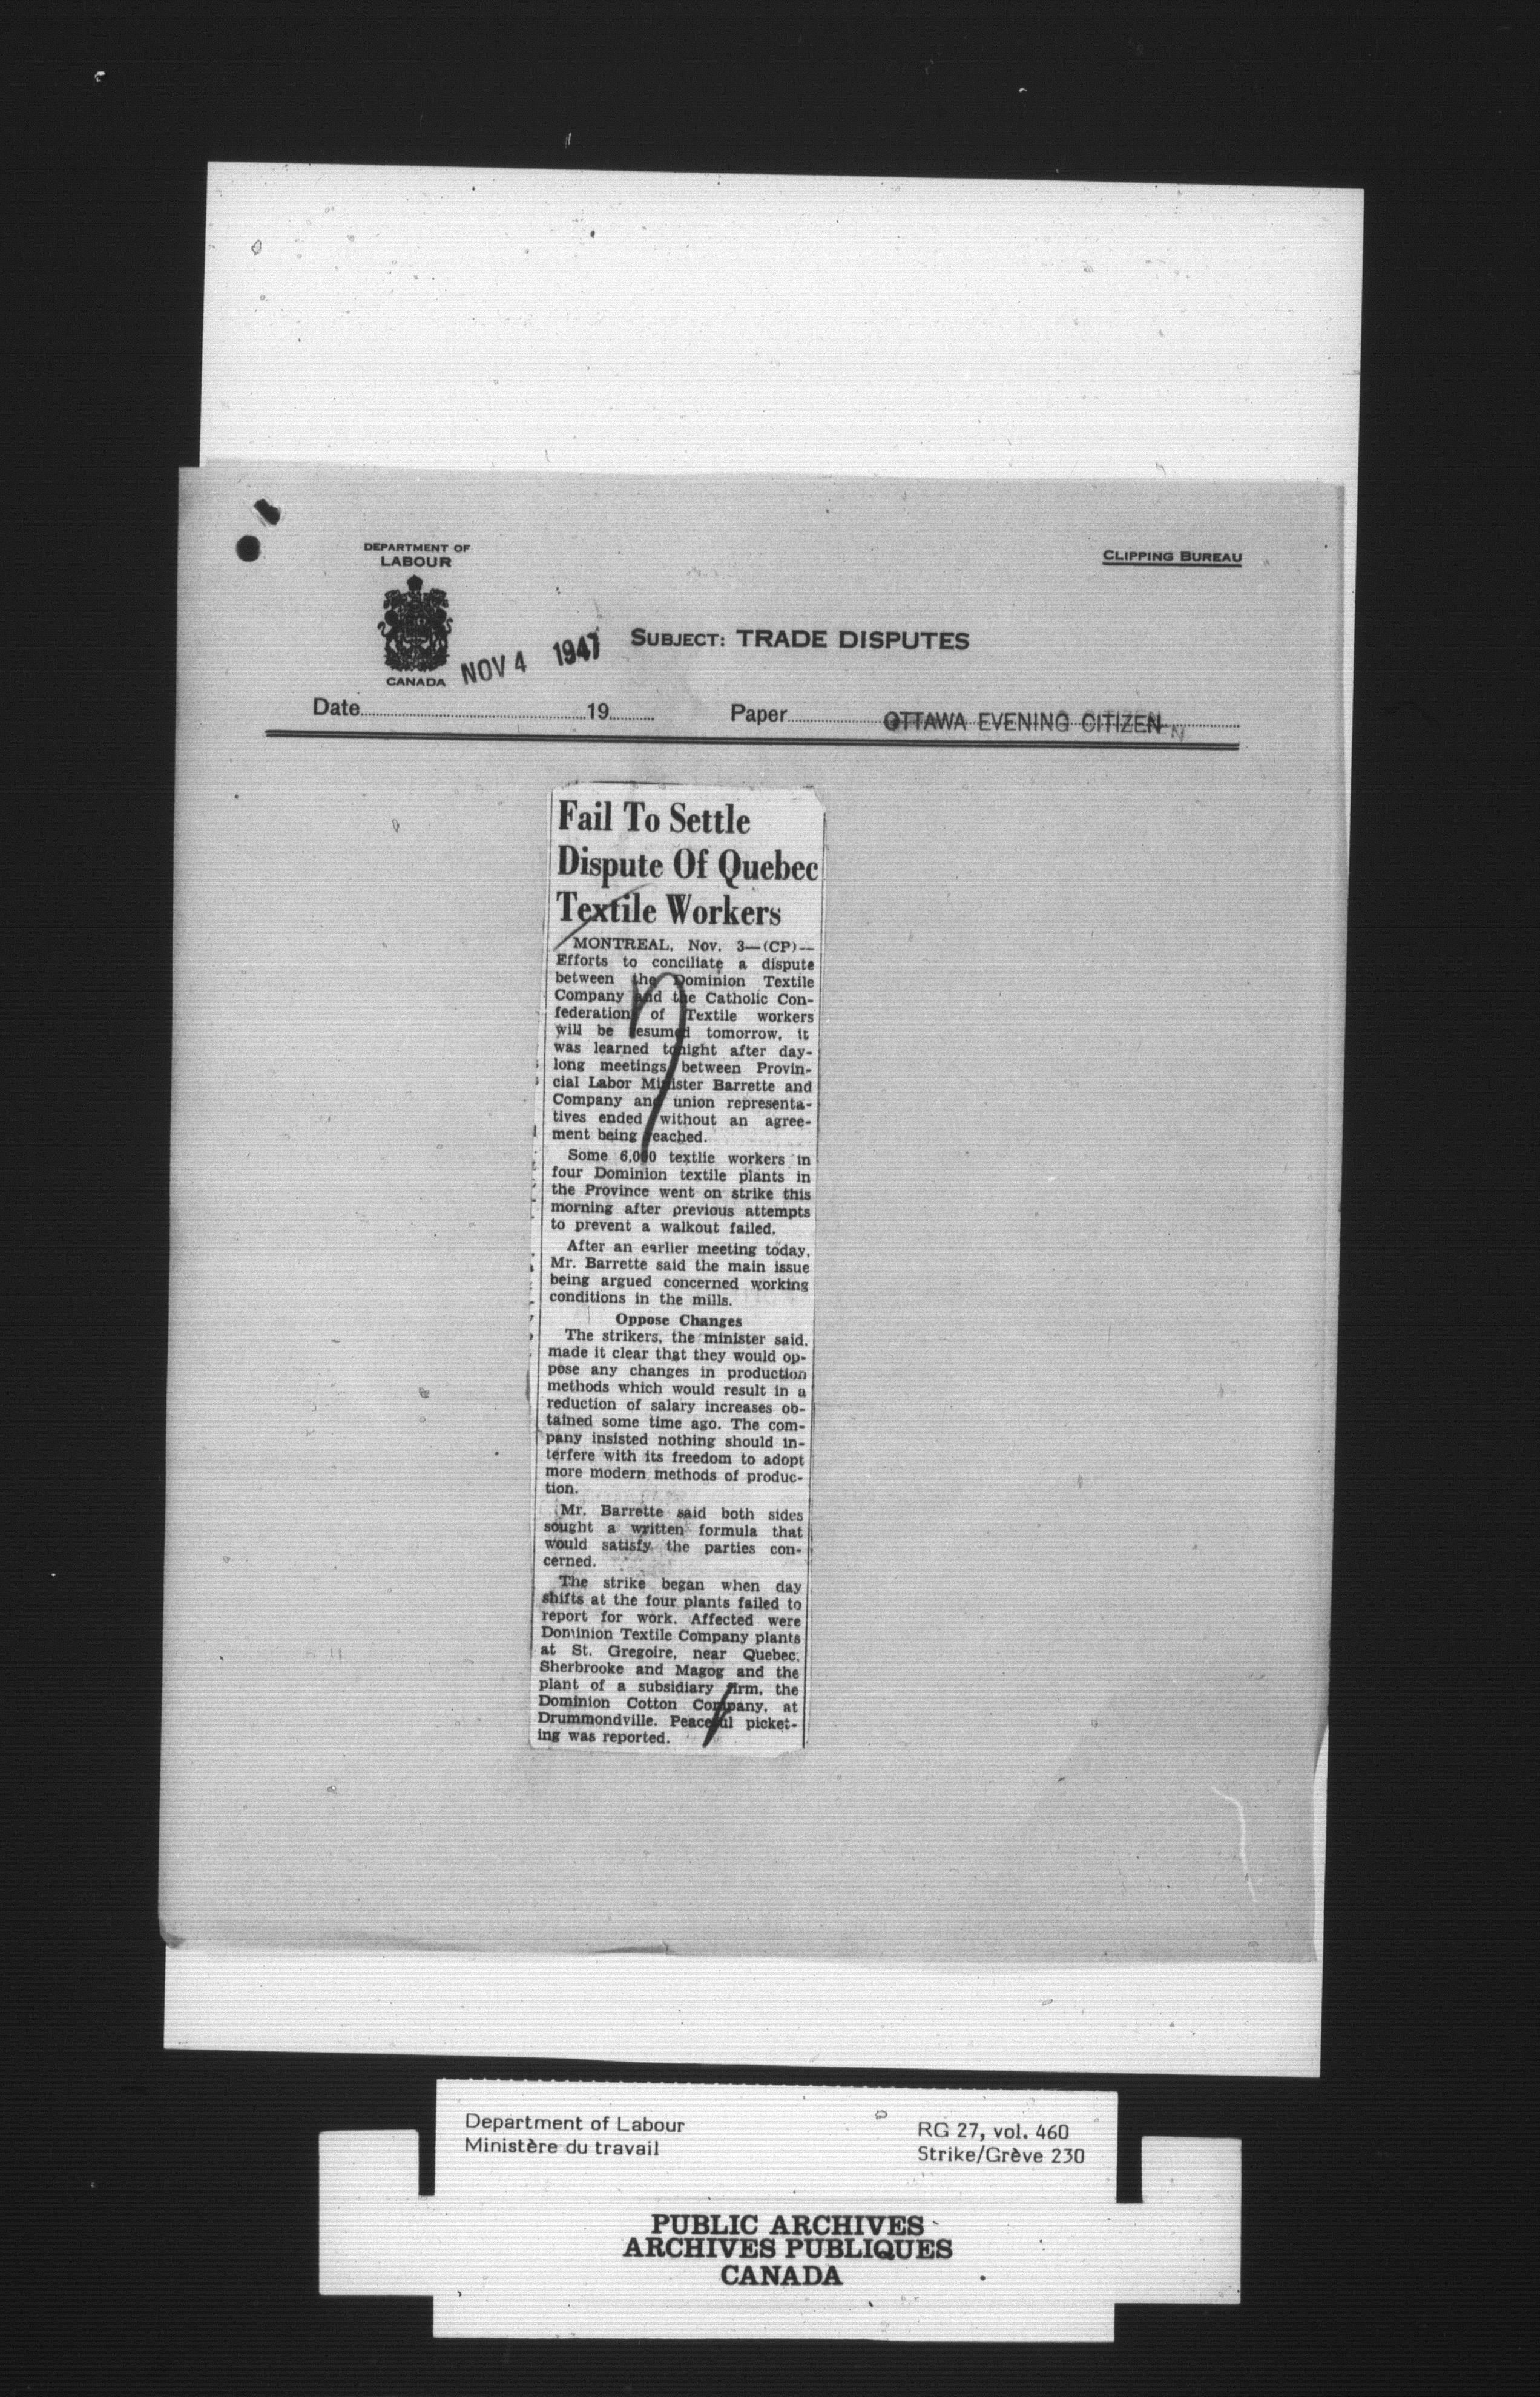 DEPARTMENT OF
LABOUR
CANADA
CLIPPING BUREAU
NOV 4 1947
SUBJECT: TRADE DISPUTES
Date 19 Paper OTTAWA EVENING CITIZEN
Fail To Settle
Dispute Of Quebec
Textile Workers
MONTREAL, Nov. 3—(CP)—
Efforts to conciliate a dispute
between the Dominion Textile
Company and the Catholic Con-
federation of Textile workers
will be resumed tomorrow, it
was learned tonight after day-
long meetings between Provin-
cial Labor Minister Barrette and
Company and union representa-
tives ended without an agree-
ment being reached.
Some 6,000 textlie workers in
four Dominion textile plants in
the Province went on strike this
morning after previous attempts
to prevent a walkout failed.
After an earlier meeting today,
Mr. Barrette said the main issue
being argued concerned working
conditions in the mills.
Oppose Changes
The strikers, the minister said,
made it clear that they would op-
pose any changes in production
methods which would result in a
reduction of salary increases ob-
tained some time ago. The com-
pany insisted nothing should in-
terfere with its freedom to adopt
more modern methods of produc-
tion.
Mr. Barrette said both sides
sought a written formula that
would satisfy the parties con-
cerned.
The strike began when day
shifts at the four plants failed to
report for work. Affected were
Dominion Textile Company plants
at St. Gregoire, near Quebec,
Sherbrooke and Magog and the
plant of a subsidiary firm, the
Dominion Cotton Company, at
Drummondville. Peaceful picket-
ing was reported.
Department of Labour
Ministère du travail
RG 27, vol. 460
Strike/Grève 230
PUBLIC ARCHIVES
ARCHIVES PUBLIQUES
CANADA